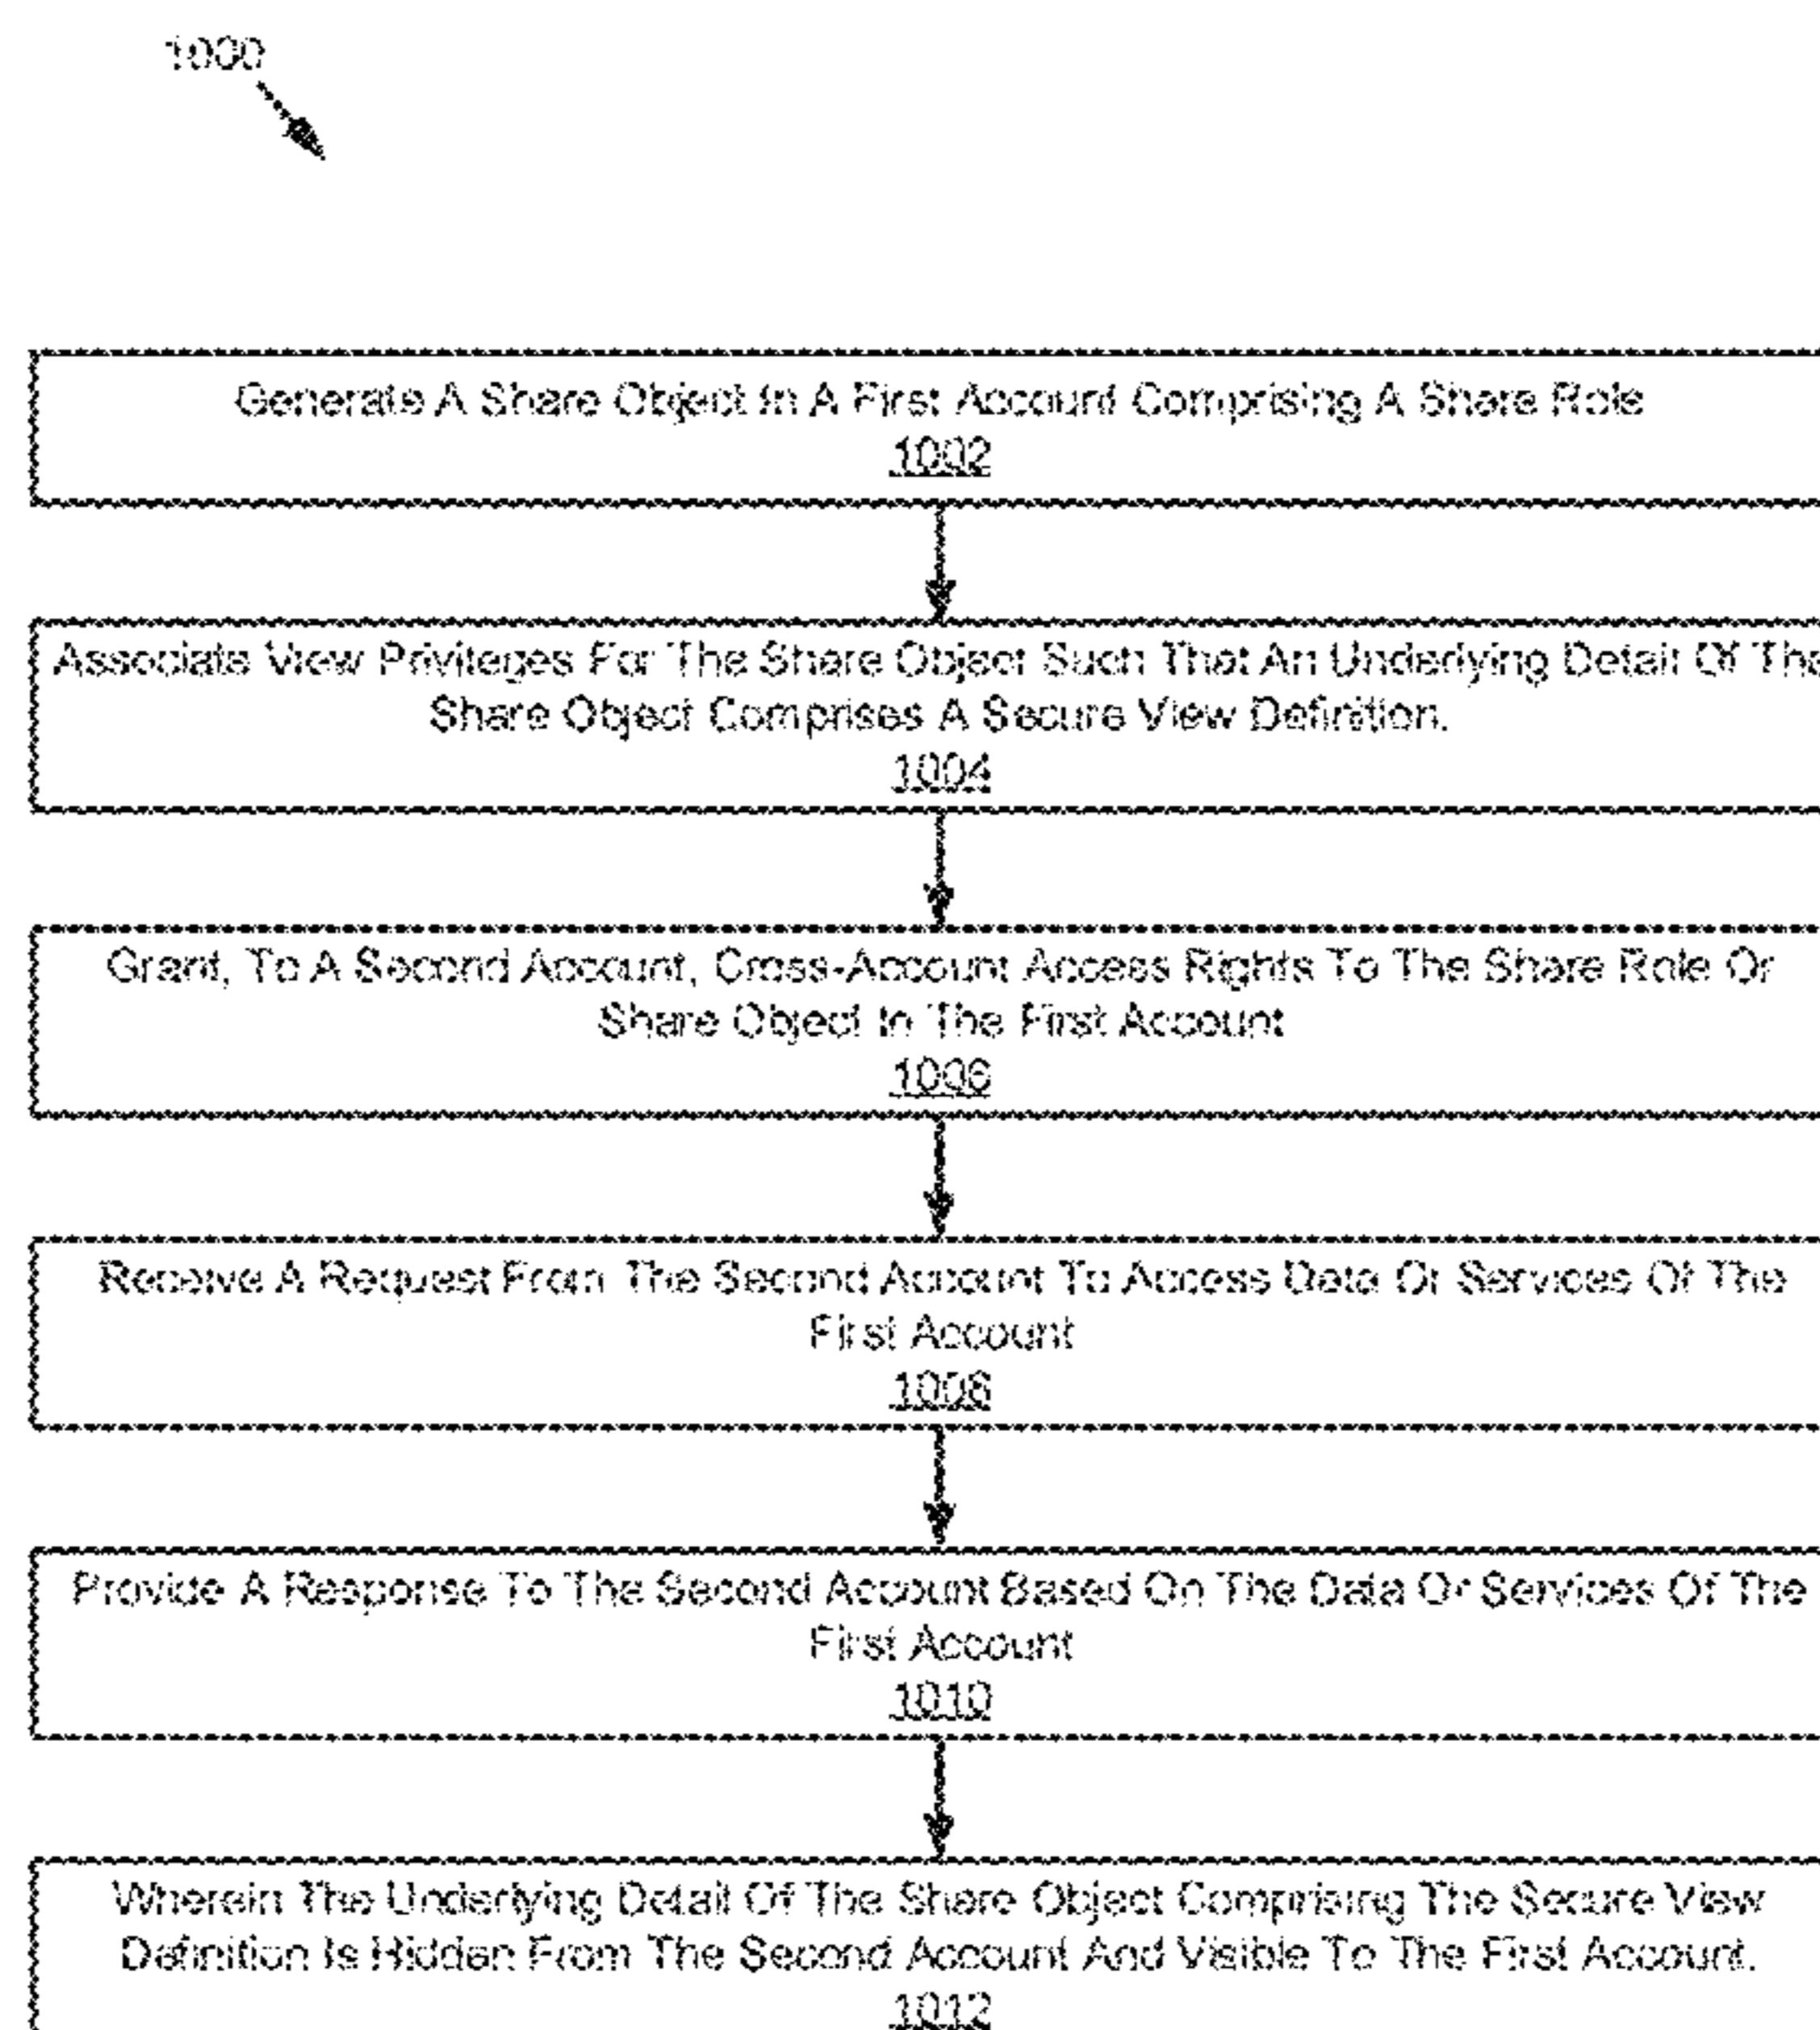 1000
Generate A Share Object In A First Account Comprising A Share Role
1002
Associate View Privileges For The Share Object Such That An Underlying Detail Of The
Share Object Comprises A Secure View Definition.
1004
Grant, To A Second Account, Cross-Account Access Rights To The Share Role Or
Share Object In The First Account
1006
Receive A Request From The Second Account To Access Data Or Services Of The
First Account
1008
Provide A Response To The Second Account Based On The Data Or Services Of The
First Account
1010
Wherein The Underlying Detail Of The Share Object Comprising The Secure View
Definition Is Hidden From The Second Account And Visible To The First Account.
1012